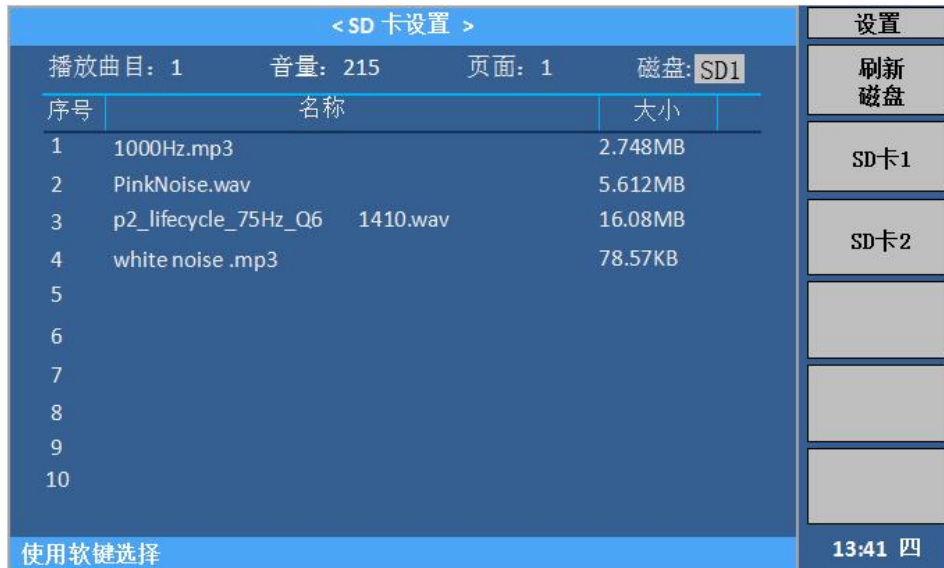 <SD 卡设置 >
播放曲目: 1 音量: 215 页面: 1 磁盘: SD1
序号 名称 大小
1 1000Hz.mp3 2.748MB
2 PinkNoise.wav 5.612MB
3 p2_lifecycle_75Hz_Q6 1410.wav 16.08MB
4 white noise .mp3 78.57KB
5
6
7
8
9
10
使用软键选择
设置
刷新
磁盘
SD卡1
SD卡2
13:41 四